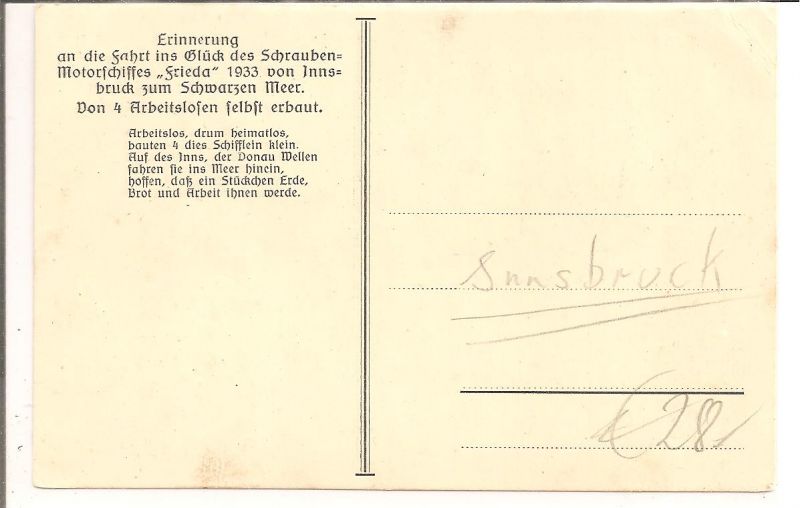 Erinnerung
an die Fahrt ins Glück des Schrauben=
Motorschiffes „Frieda“ 1933 von Inns=
bruck zum Schwarzen Meer.
Von 4 Arbeitslosen selbst erbaut.
Arbeitslos, drum heimatlos,
bauten 4 dies Schifflein klein.
Auf des Inns, der Donau Wellen
fahren sie ins Meer hinein,
hoffen, daß ein Stückchen Erde,
Brot und Arbeit ihnen werde.
Innsbruck
€ 28